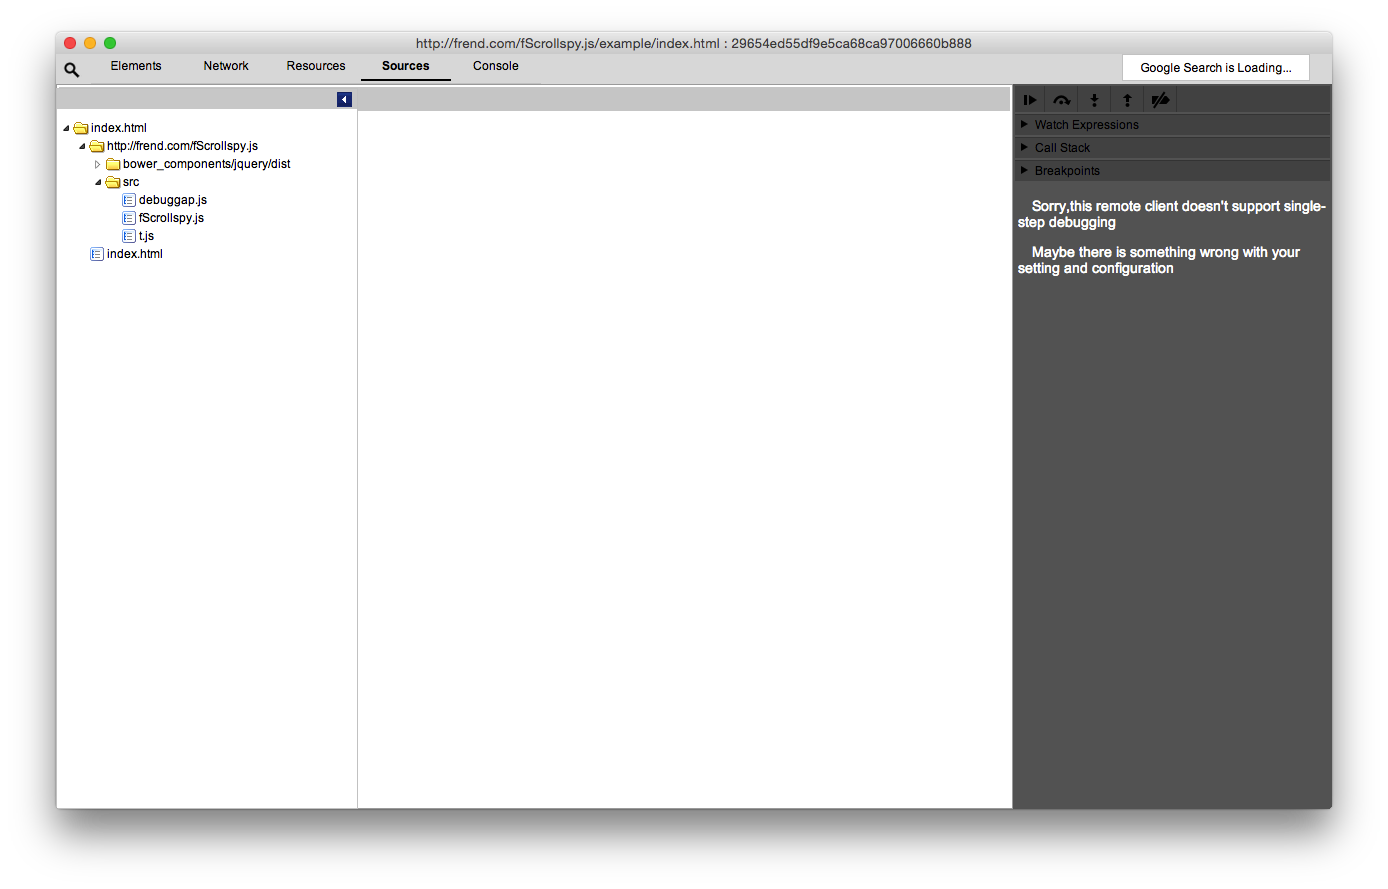 http://frend.com/fScrollspy.js/example/index.html : 29654ed55df9e5ca68ca97006660b888
Elements Network Resources Sources Console Google Search is Loading...
index.html
http://frend.com/fScrollspy.js
bower_components/jquery/dist
src
debuggap.js
fScrollspy.js
t.js
index.html
Watch Expressions
Call Stack
Breakpoints
Sorry,this remote client doesn't support single-
step debugging
Maybe there is something wrong with your
setting and configuration